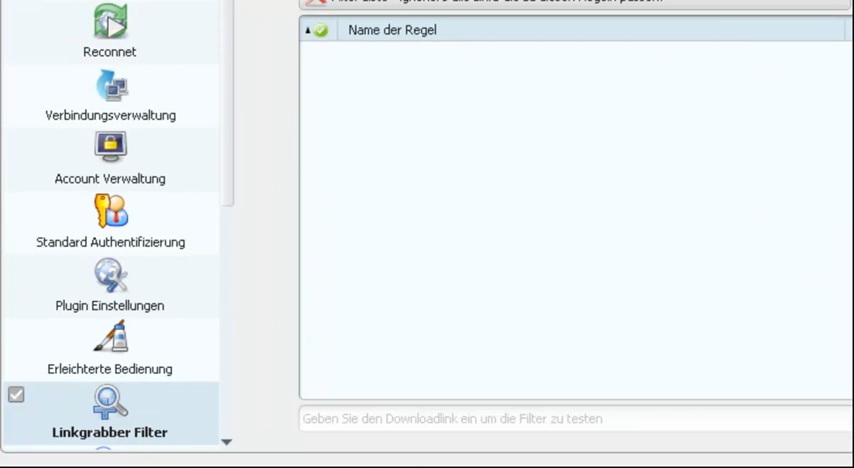 Name der Regel
Reconnet
Verbindungsverwaltung
Account Verwaltung
Standard Authentifizierung
Plugin Einstellungen
Erleichterte Bedienung
Linkgrabber Filter
Geben Sie den Downloadlink ein um die Filter zu testen